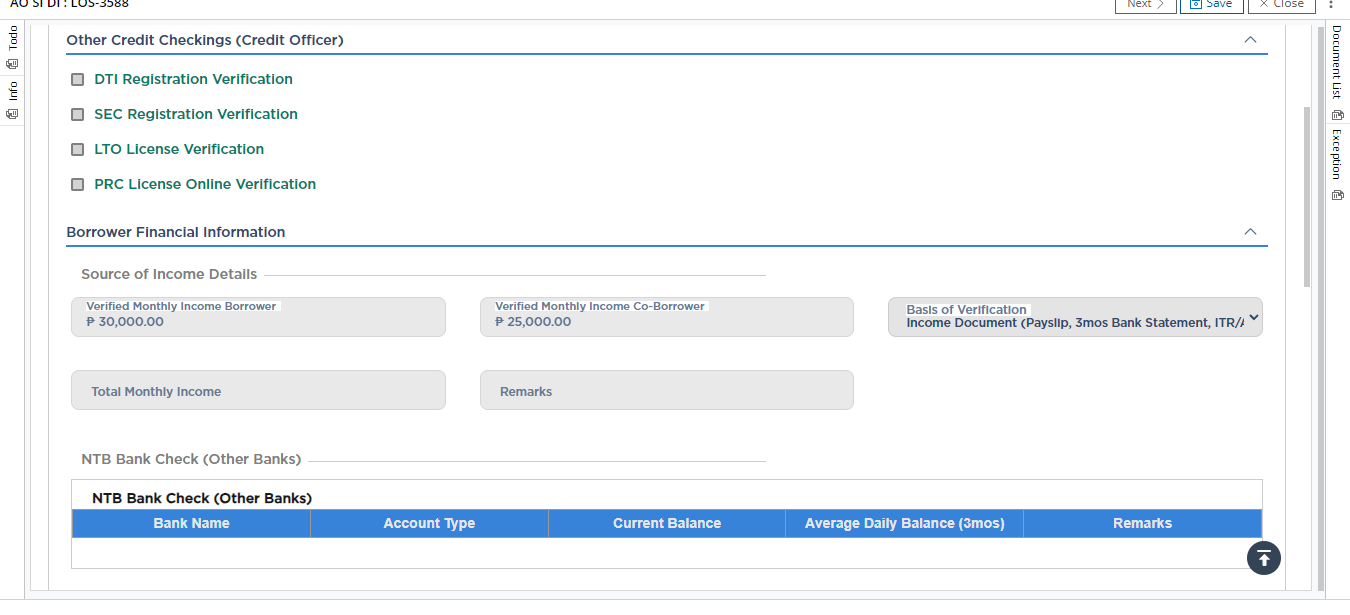 AO SI DI : LOS-3588
Next
Save
Close
Todo
Info
Document List
Exception
Other Credit Checkings (Credit Officer)
DTI Registration Verification
SEC Registration Verification
LTO License Verification
PRC License Online Verification
Borrower Financial Information
Source of Income Details
Verified Monthly Income Borrower
₱ 30,000.00
Verified Monthly Income Co-Borrower
₱ 25,000.00
Basis of Verification
Income Document (Payslip, 3mos Bank Statement, ITR/
Total Monthly Income
Remarks
NTB Bank Check (Other Banks)
NTB Bank Check (Other Banks)
Bank Name Account Type Current Balance Average Daily Balance (3mos) Remarks